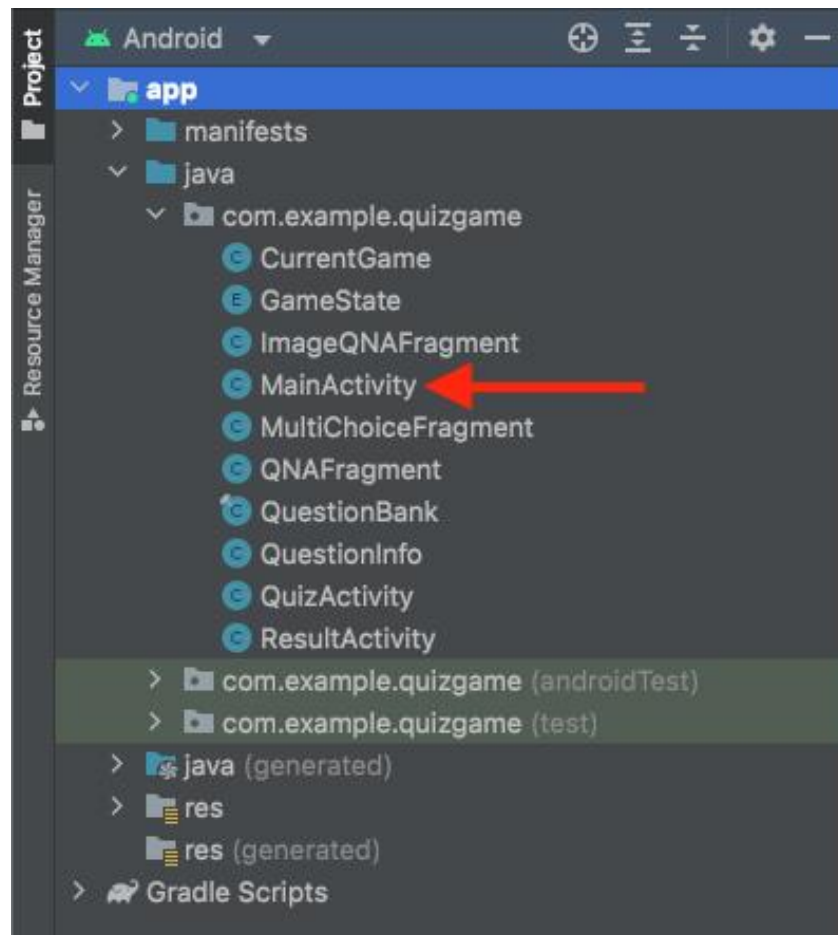 Project
Resource Manager
Android
app
manifests
java
com.example.quizgame
C CurrentGame
E GameState
C ImageQNAFragment
C MainActivity
C MultiChoiceFragment
C QNAFragment
C QuestionBank
C QuestionInfo
C QuizActivity
C ResultActivity
com.example.quizgame (androidTest)
com.example.quizgame (test)
java (generated)
res
res (generated)
Gradle Scripts